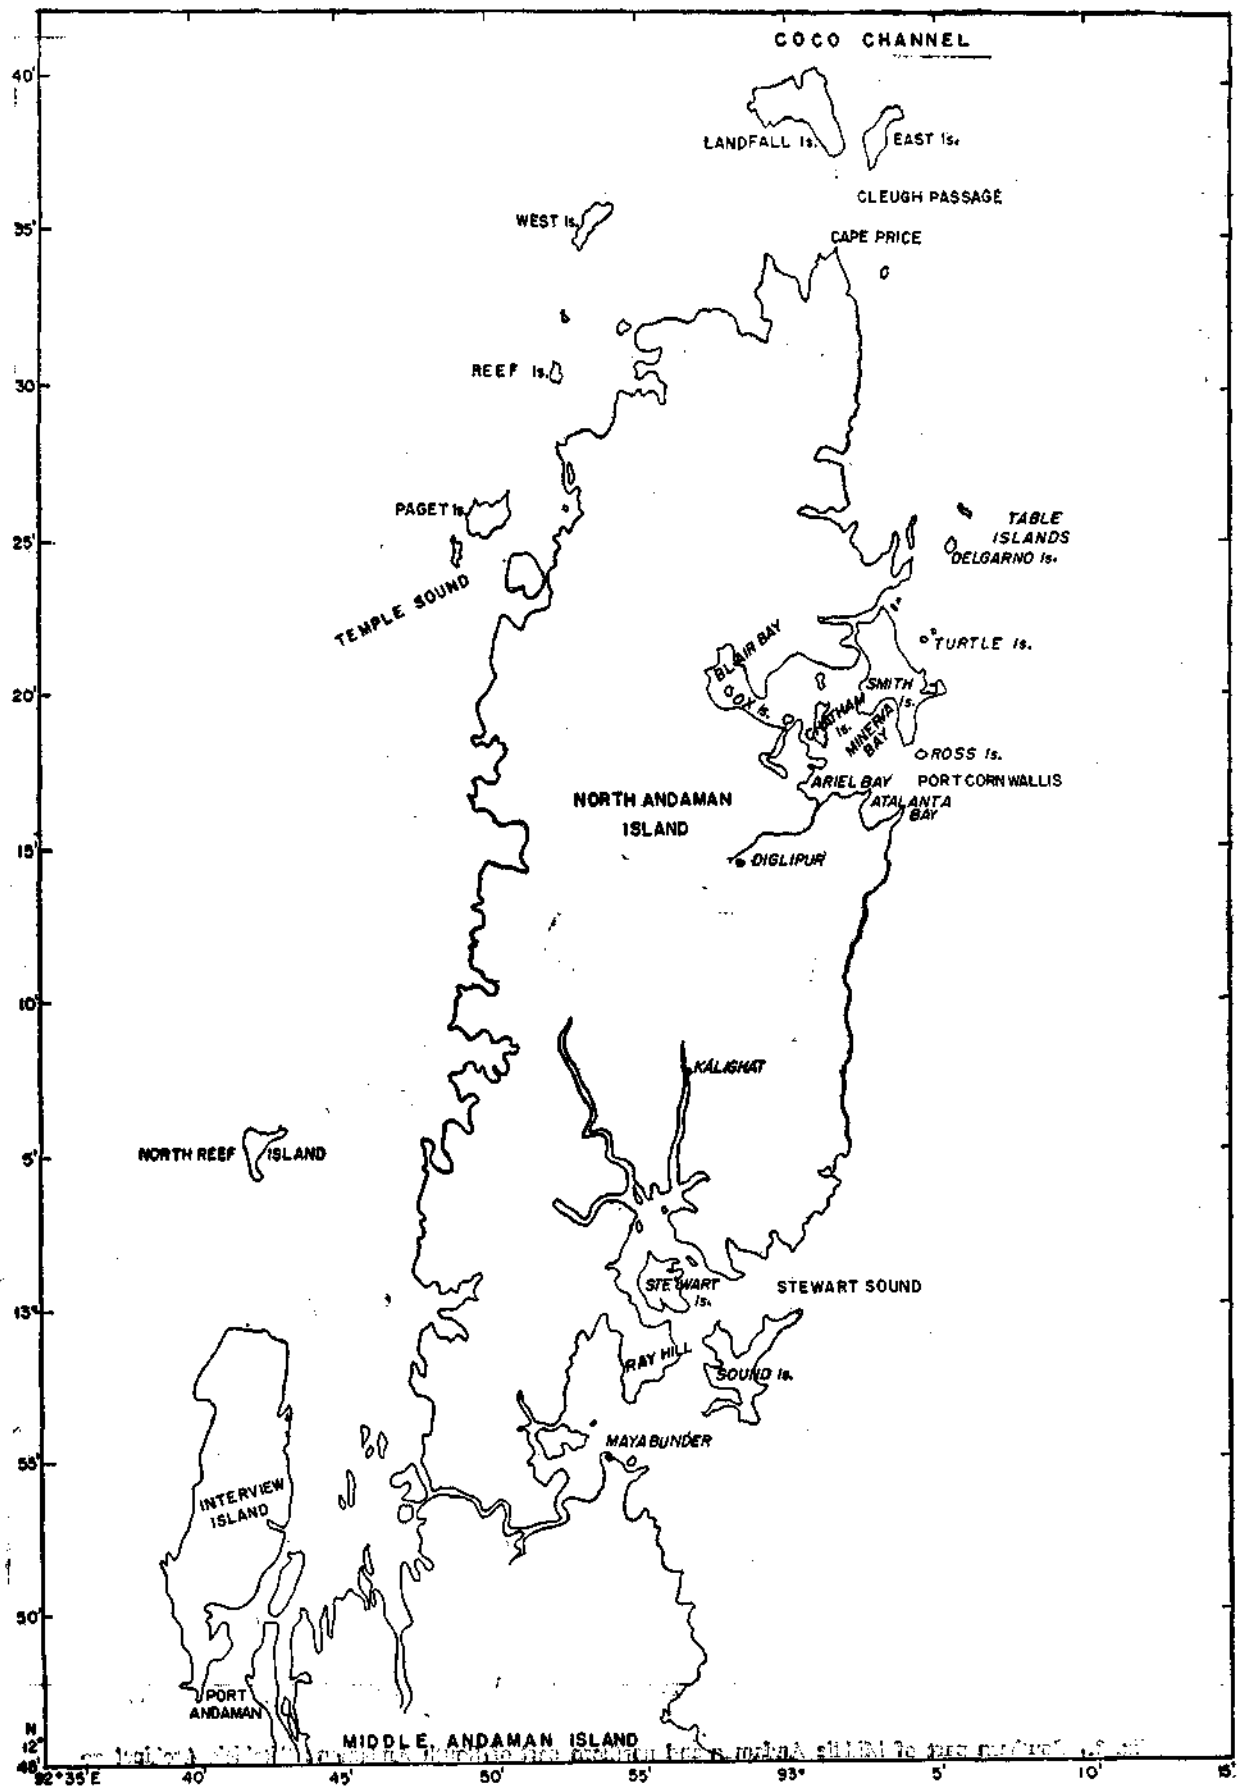 COCO CHANNEL
40'
LANDFALL Is.
EAST Is.
CLEUGH PASSAGE
WEST Is.
35'
CAPE PRICE
REEF Is.
30'
PAGET Is.
TABLE
ISLANDS
25'
DELGARNO Is.
TEMPLE SOUND
BLAIR BAY
TURTLE Is.
20'
SMITH
Is.
OX Is.
CHATHAM
Is.
MINERVA
BAY
ROSS Is.
ARIEL BAY
PORT CORNWALLIS
NORTH ANDAMAN
ISLAND
ATALANTA
BAY
15'
DIGLIPUR
10'
KALIGHAT
NORTH REEF ISLAND
5'
STEWART
Is.
STEWART SOUND
13°
RAY HILL
SOUND Is.
MAYABUNDER
55'
INTERVIEW
ISLAND
50'
PORT
ANDAMAN
MIDDLE ANDAMAN ISLAND
N
12°
46'
92°35'E
40'
45'
50'
55'
93°
5'
10'
15'